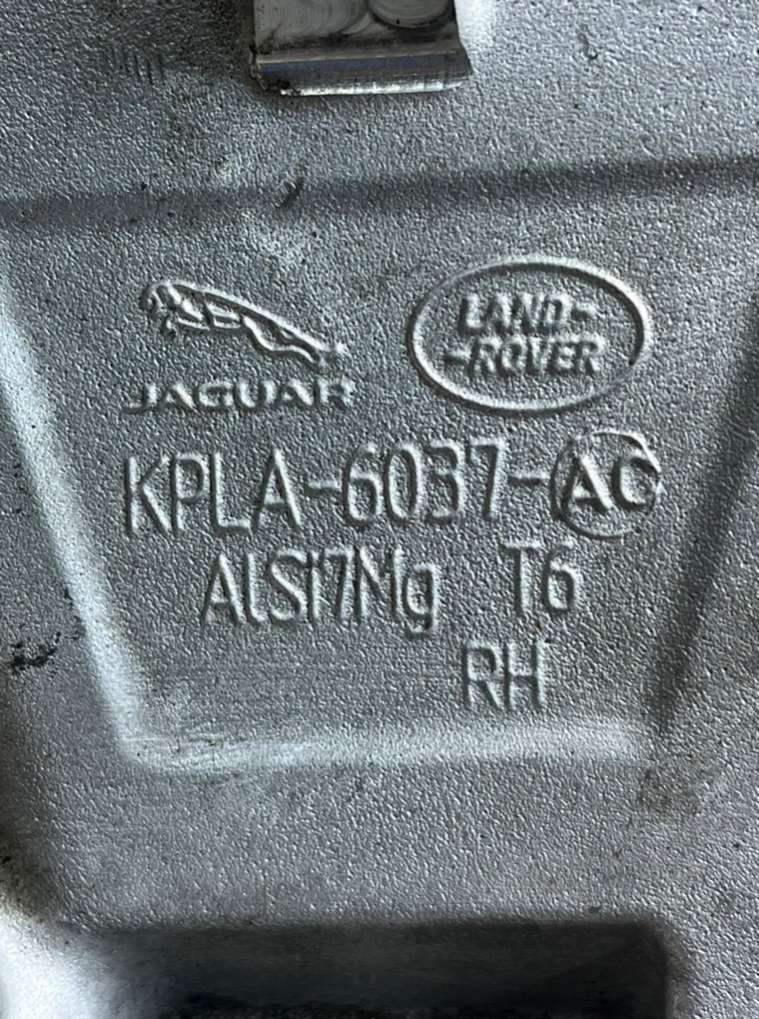 LAND-
-ROVER
JAGUAR
KPLA-6037-AC
AlSi7Mg T6
RH